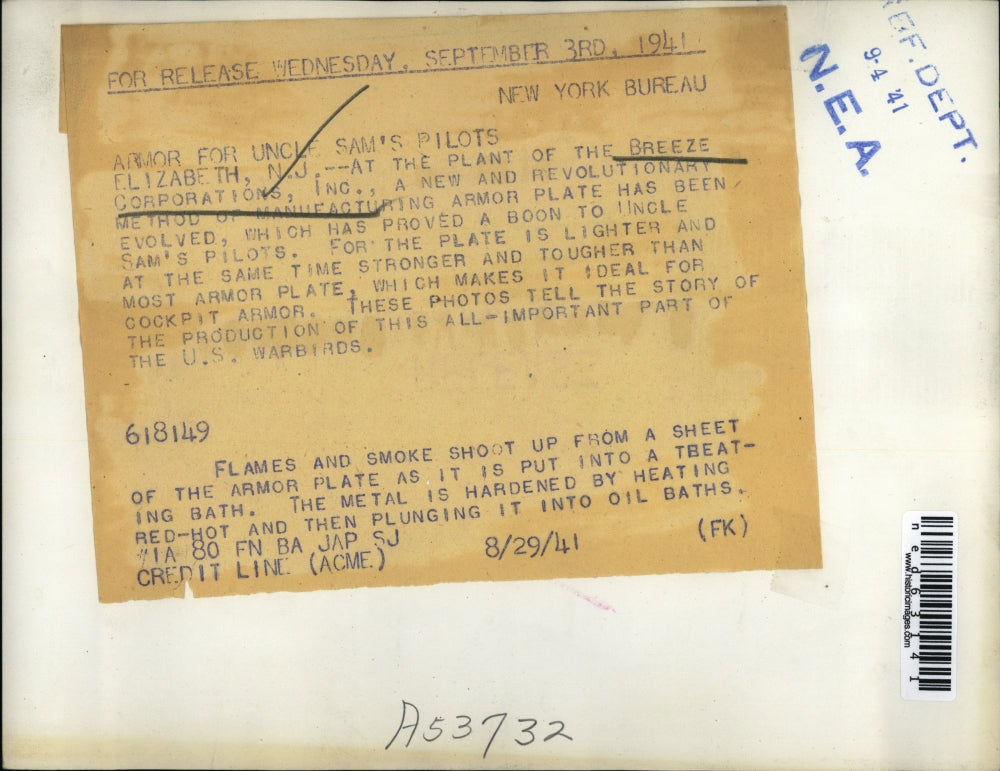 FOR RELEASE WEDNESDAY, SEPTEMBER 3RD, 1941
NEW YORK BUREAU
ARMOR FOR UNCLE SAM'S PILOTS
ELIZABETH, N.J.--AT THE PLANT OF THE BREEZE
CORPORATIONS, INC., A NEW AND REVOLUTIONARY
METHOD OF MANUFACTURING ARMOR PLATE HAS BEEN
EVOLVED, WHICH HAS PROVED A BOON TO UNCLE
SAM'S PILOTS. FOR THE PLATE IS LIGHTER AND
AT THE SAME TIME STRONGER AND TOUGHER THAN
MOST ARMOR PLATE, WHICH MAKES IT IDEAL FOR
COCKPIT ARMOR. THESE PHOTOS TELL THE STORY OF
THE PRODUCTION OF THIS ALL-IMPORTANT PART OF
THE U.S. WARBIRDS.
618149
FLAMES AND SMOKE SHOOT UP FROM A SHEET
OF THE ARMOR PLATE AS IT IS PUT INTO A TBEAT-
ING BATH. THE METAL IS HARDENED BY HEATING
RED-HOT AND THEN PLUNGING IT INTO OIL BATHS.
VIA 80 FN BA JAP SJ 8/29/41 (FK)
CREDIT LINE (ACME)
REF. DEPT.
9-4 '41
N.E.A.
www.historicimages.com
ned63141
A53732